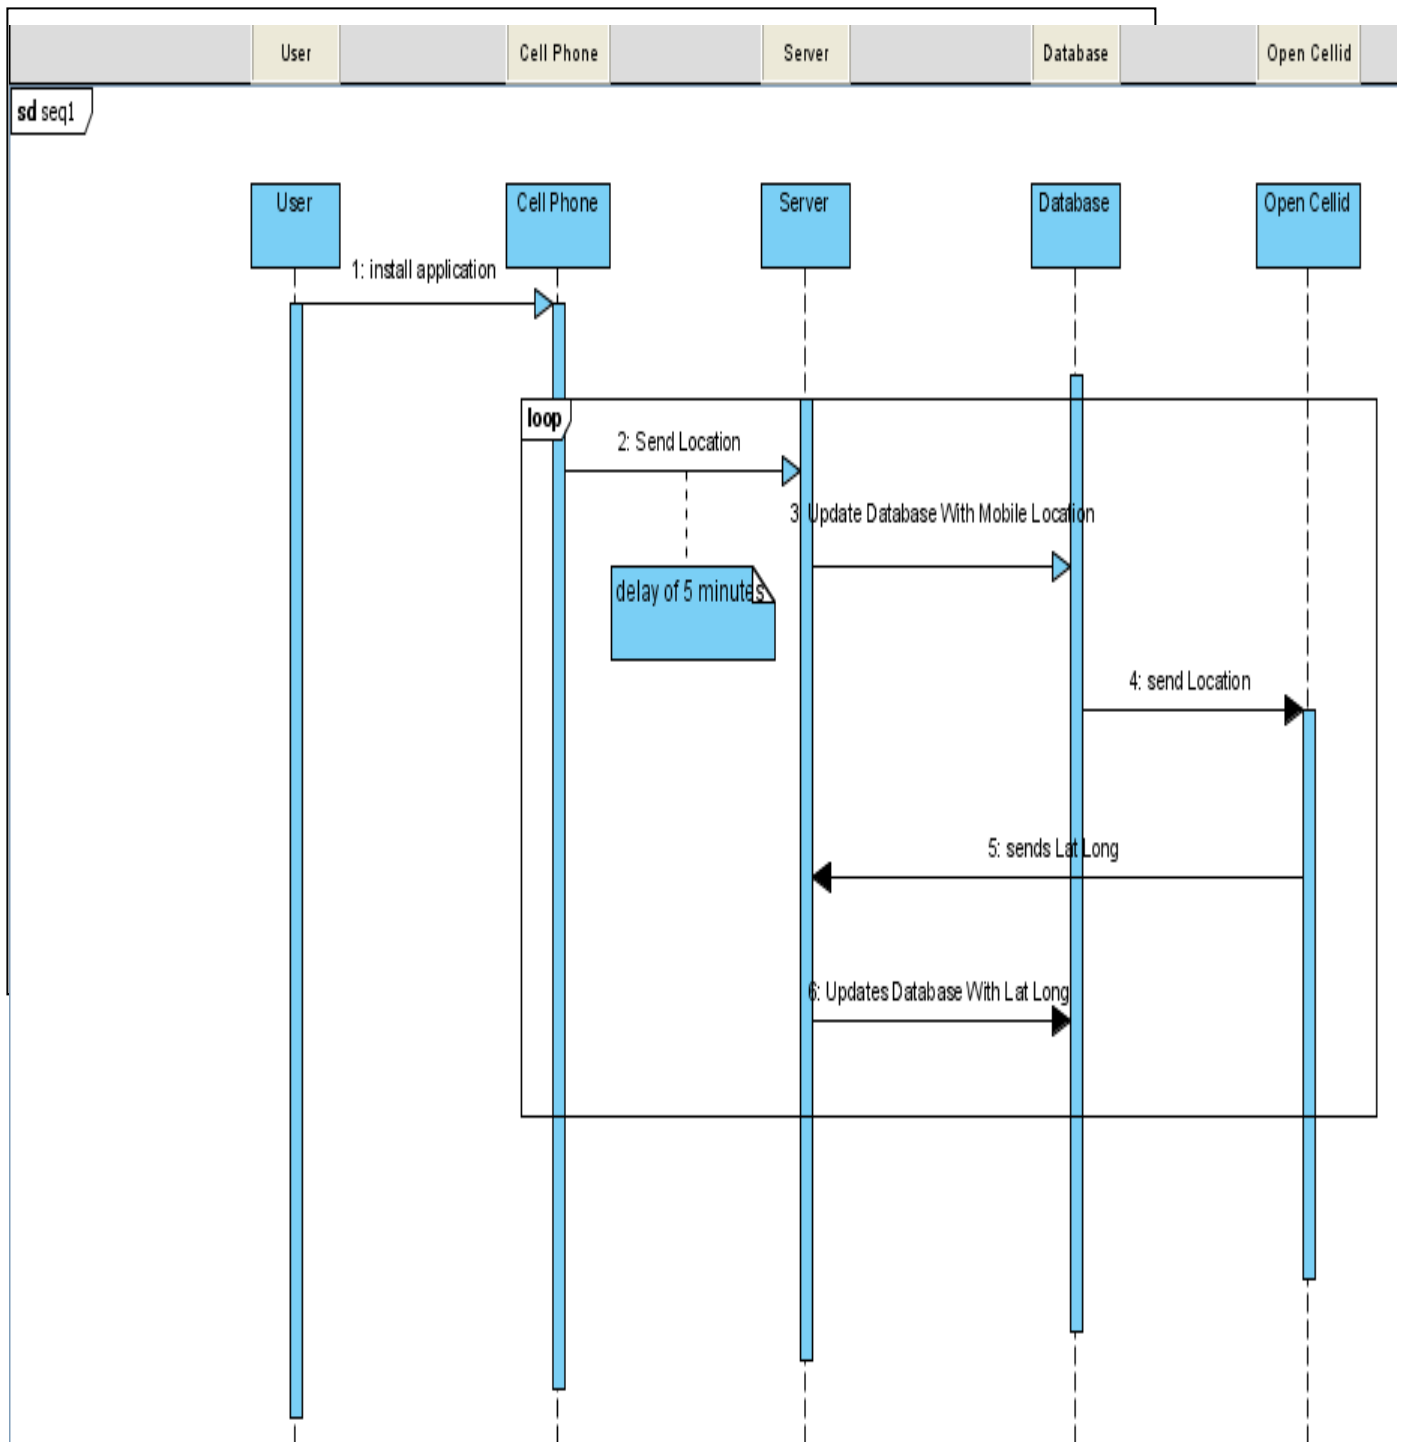 User
Cell Phone
Server
Database
Open Cellid
sd seq1
User
Cell Phone
Server
Database
Open Cellid
1: install application
loop
2: Send Location
3: Update Database With Mobile Location
delay of 5 minutes
4: send Location
5: sends Lat Long
6: Updates Database With Lat Long